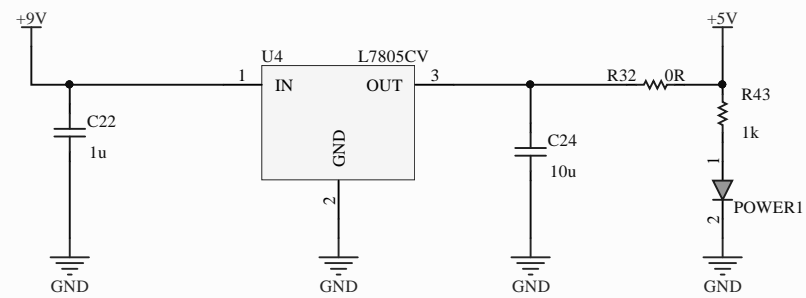 +9V
+5V
U4
L7805CV
1
IN
OUT
3
R32
0R
R43
C22
1u
GND
2
C24
10u
1k
1
2
POWER1
GND
GND
GND
GND